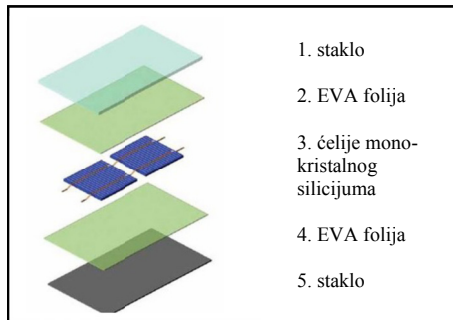 1. staklo
2. EVA folija
3. ćelije mono-
kristalnog
silicijuma
4. EVA folija
5. staklo